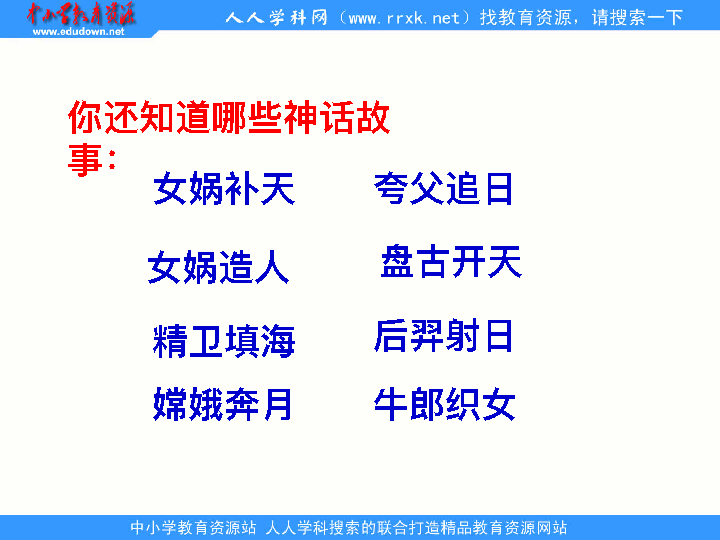 中小学教育资源
www.edudown.net
人人学科网（www.rrxk.net）找教育资源，请搜索一下
你还知道哪些神话故
事：
女娲补天 夸父追日
女娲造人 盘古开天
精卫填海 后羿射日
嫦娥奔月 牛郎织女
中小学教育资源站 人人学科搜索的联合打造精品教育资源网站